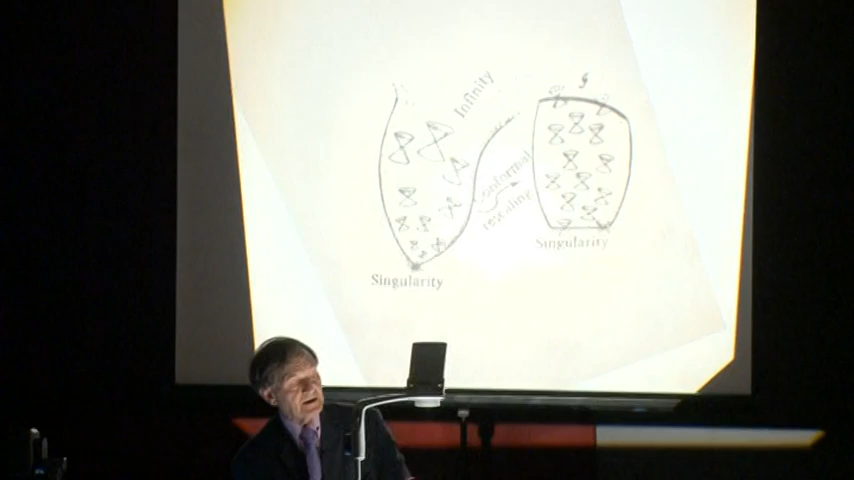 Infinity
Conformal
rescaling
Singularity
Singularity